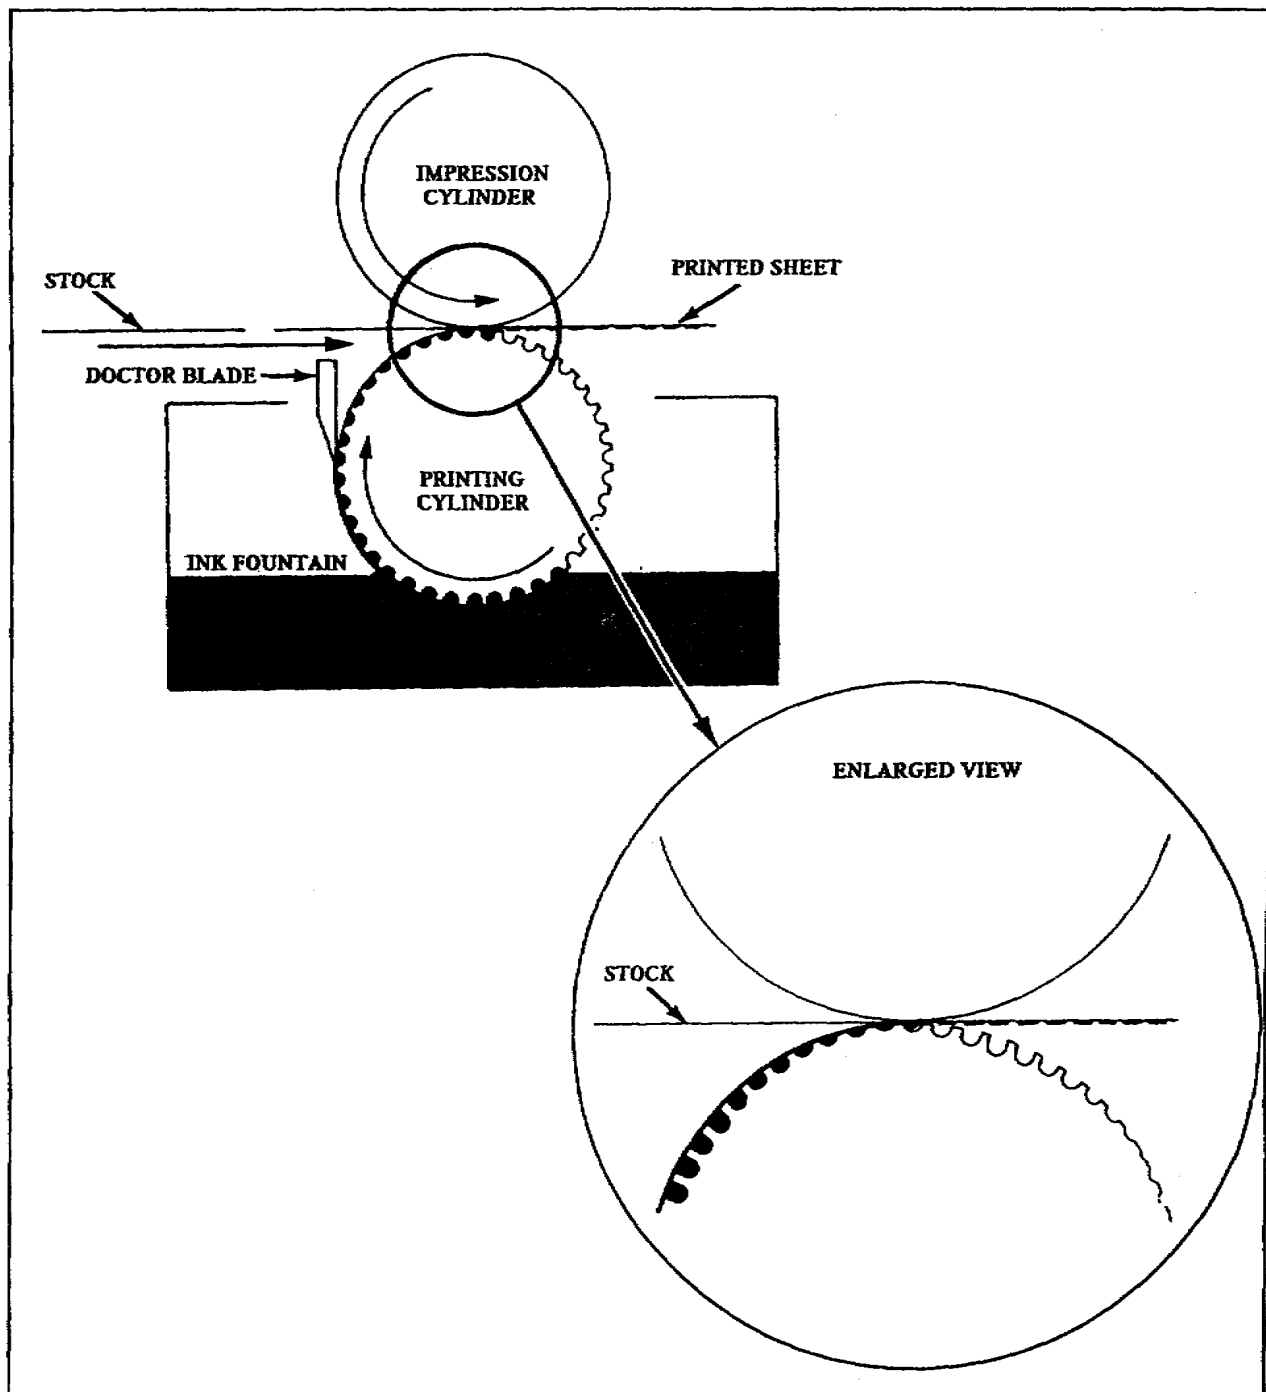 IMPRESSION
CYLINDER
STOCK
PRINTED SHEET
DOCTOR BLADE
PRINTING
CYLINDER
INK FOUNTAIN
ENLARGED VIEW
STOCK